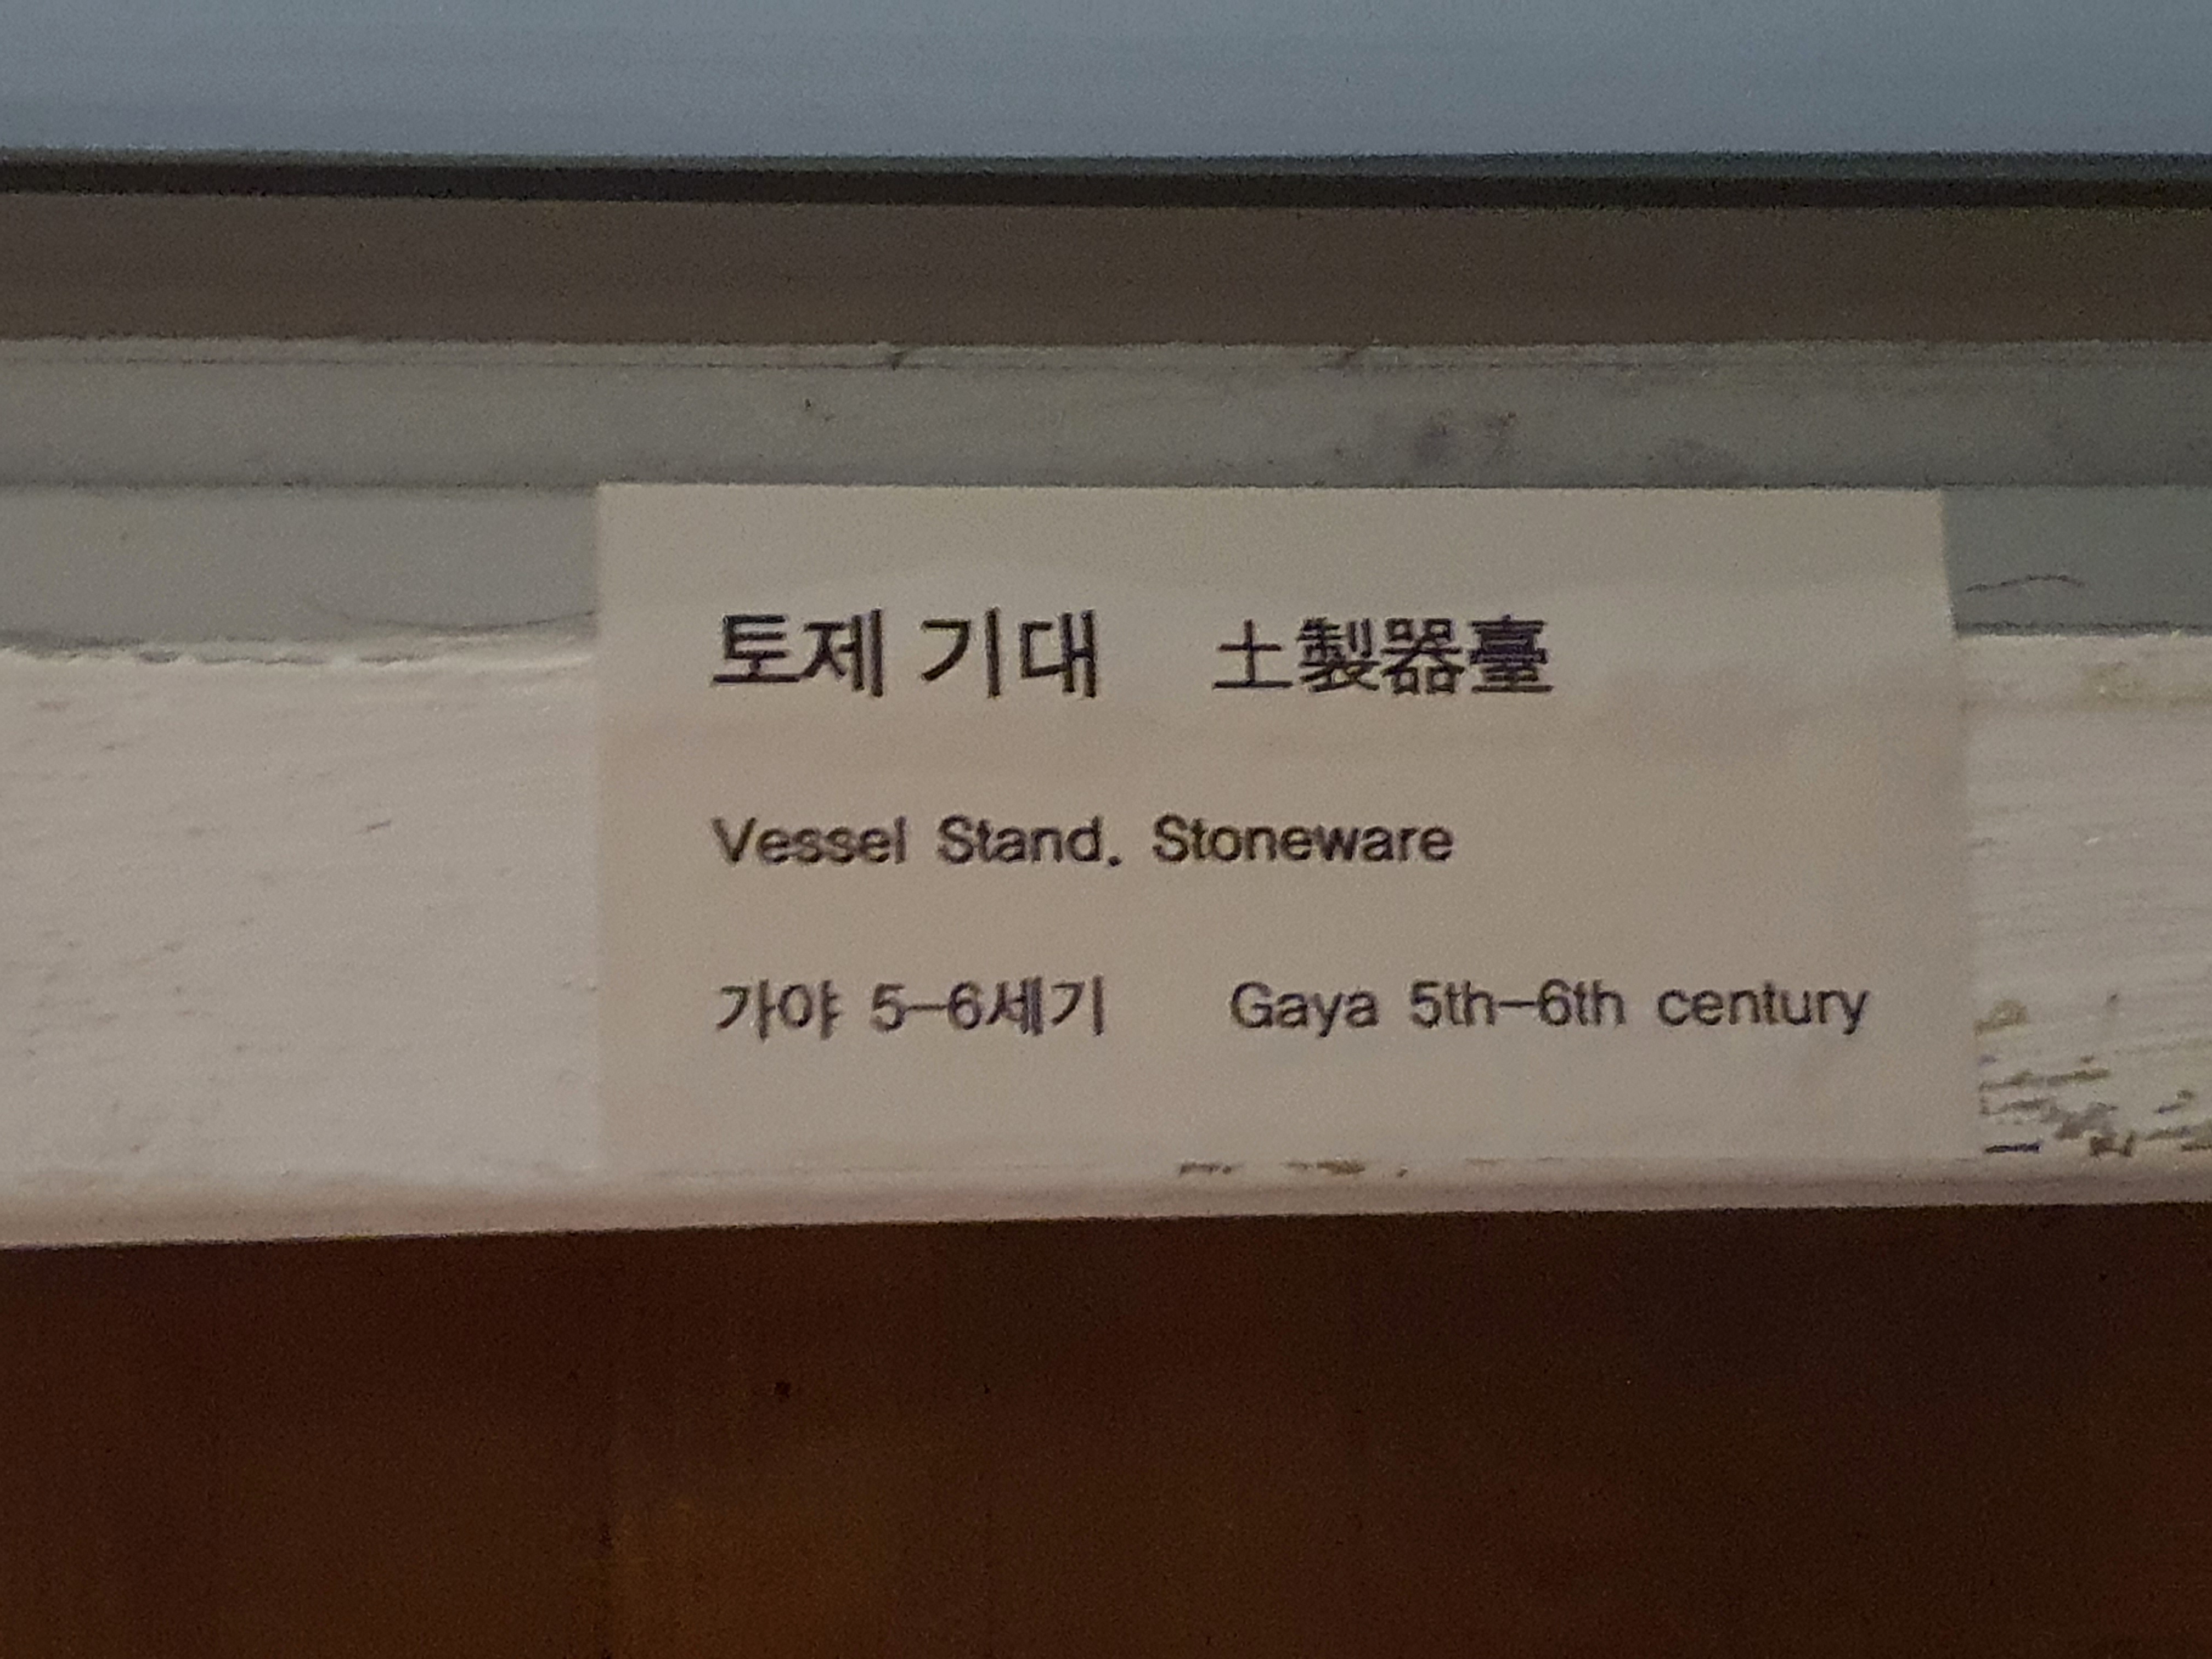 토제 기대 土製器臺
Vessel Stand. Stoneware
가야 5-6세기 Gaya 5th-6th century